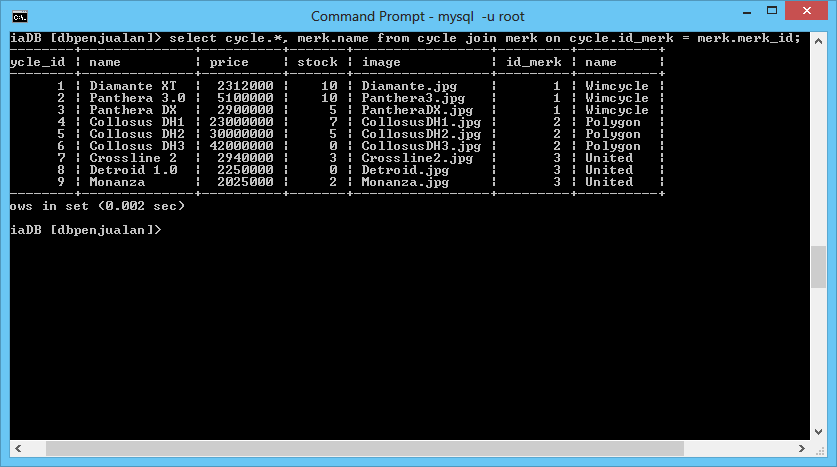 Command Prompt - mysql  -u root
iaDB [dbpenjualan]> select cycle.*, merk.name from cycle join merk on cycle.id_merk = merk.merk_id;
ycle_id | name         | price    | stock | image           | id_merk | name     |
      1 | Diamante XT  |  2312000 |    10 | Diamante.jpg    |       1 | Wimcycle |
      2 | Panthera 3.0 |  5100000 |    10 | Panthera3.jpg   |       1 | Wimcycle |
      3 | Panthera DX  |  2900000 |     5 | PantheraDX.jpg  |       1 | Wimcycle |
      4 | Collosus DH1 | 23000000 |     7 | CollosusDH1.jpg |       2 | Polygon  |
      5 | Collosus DH2 | 30000000 |     5 | CollosusDH2.jpg |       2 | Polygon  |
      6 | Collosus DH3 | 42000000 |     0 | CollosusDH3.jpg |       2 | Polygon  |
      7 | Crossline 2  |  2940000 |     3 | Crossline2.jpg  |       3 | United   |
      8 | Detroid 1.0  |  2250000 |     0 | Detroid.jpg     |       3 | United   |
      9 | Monanza      |  2025000 |     2 | Monanza.jpg     |       3 | United   |
ows in set (0.002 sec)
iaDB [dbpenjualan]>